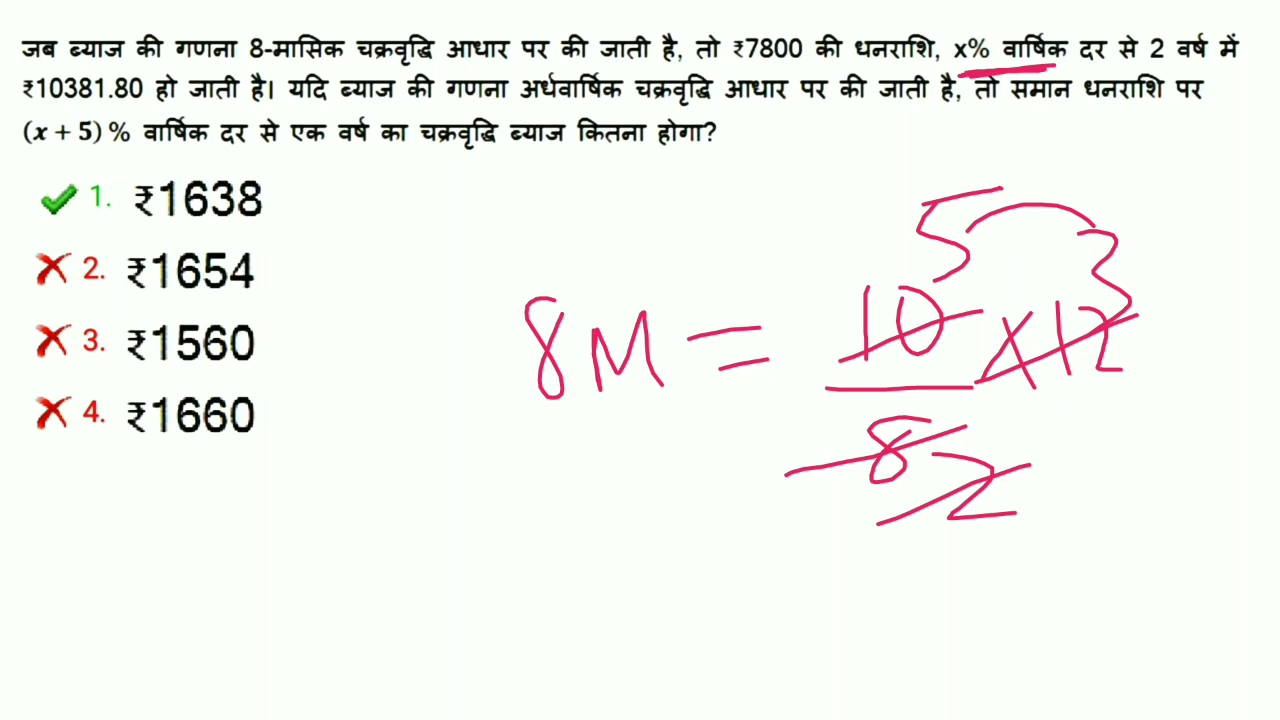 जब ब्याज की गणना 8-मासिक चक्रवृद्धि आधार पर की जाती है, तो ₹7800 की धनराशि, x% वार्षिक दर से 2 वर्ष में
₹10381.80 हो जाती है। यदि ब्याज की गणना अर्धवार्षिक चक्रवृद्धि आधार पर की जाती है, तो समान धनराशि पर
(x + 5) % वार्षिक दर से एक वर्ष का चक्रवृद्धि ब्याज कितना होगा?
1. ₹1638
2. ₹1654
3. ₹1560
4. ₹1660
5 3
8M = 10 x 12
8
2